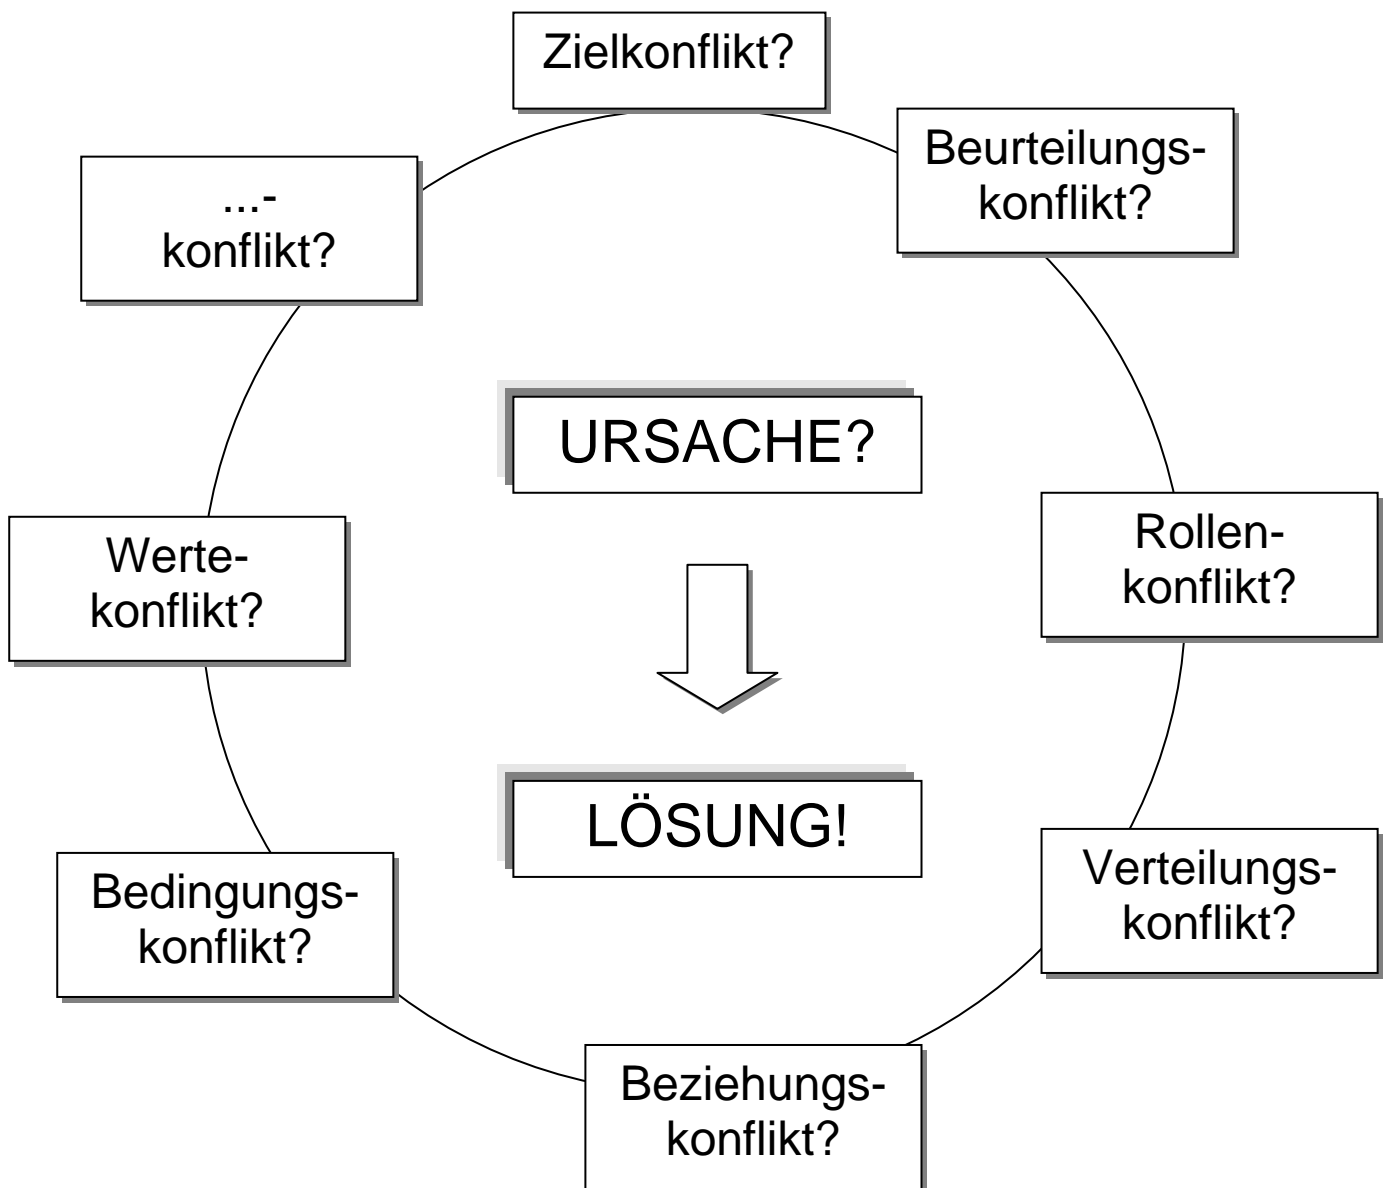 Zielkonflikt?
Beurteilungs-
konflikt?
...-
konflikt?
URSACHE?
Rollen-
konflikt?
Werte-
konflikt?
LÖSUNG!
Verteilungs-
konflikt?
Bedingungs-
konflikt?
Beziehungs-
konflikt?